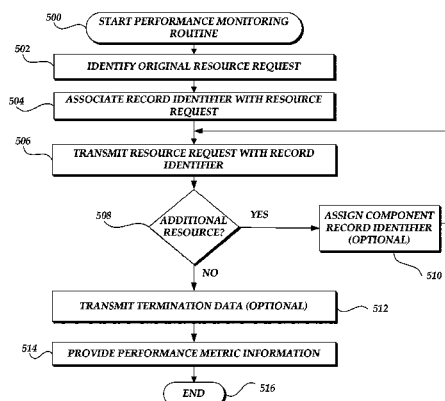 500
START PERFORMANCE MONITORING
ROUTINE
502
IDENTIFY ORIGINAL RESOURCE REQUEST
504
ASSOCIATE RECORD IDENTIFIER WITH RESOURCE
REQUEST
506
TRANSMIT RESOURCE REQUEST WITH RECORD
IDENTIFIER
508
ADDITIONAL
RESOURCE?
YES
ASSIGN COMPONENT
RECORD IDENTIFIER
(OPTIONAL)
510
NO
TRANSMIT TERMINATION DATA (OPTIONAL)
512
514
PROVIDE PERFORMANCE METRIC INFORMATION
END
516